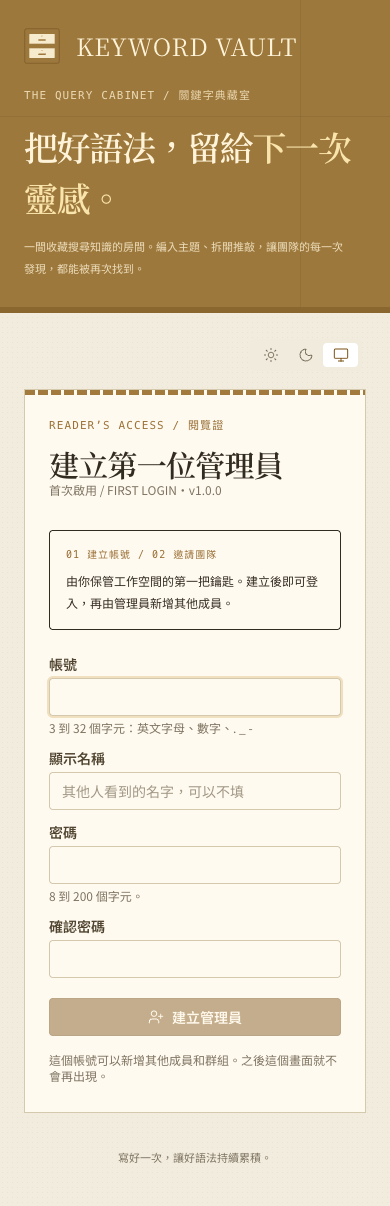 KEYWORD VAULT
THE QUERY CABINET / 關鍵字典藏室
把好語法，留給下一次
靈感。
一間收藏搜尋知識的房間。編入主題、拆開推敲，讓團隊的每一次
發現，都能被再次找到。
READER'S ACCESS / 閱覽證
建立第一位管理員
首次啟用 / FIRST LOGIN・v1.0.0
01 建立帳號 / 02 邀請團隊
由你保管工作空間的第一把鑰匙。建立後即可登
入，再由管理員新增其他成員。
帳號
3 到 32 個字元：英文字母、數字、. _ -
顯示名稱
其他人看到的名字，可以不填
密碼
8 到 200 個字元。
確認密碼
建立管理員
這個帳號可以新增其他成員和群組。之後這個畫面就不
會再出現。
寫好一次，讓好語法持續累積。